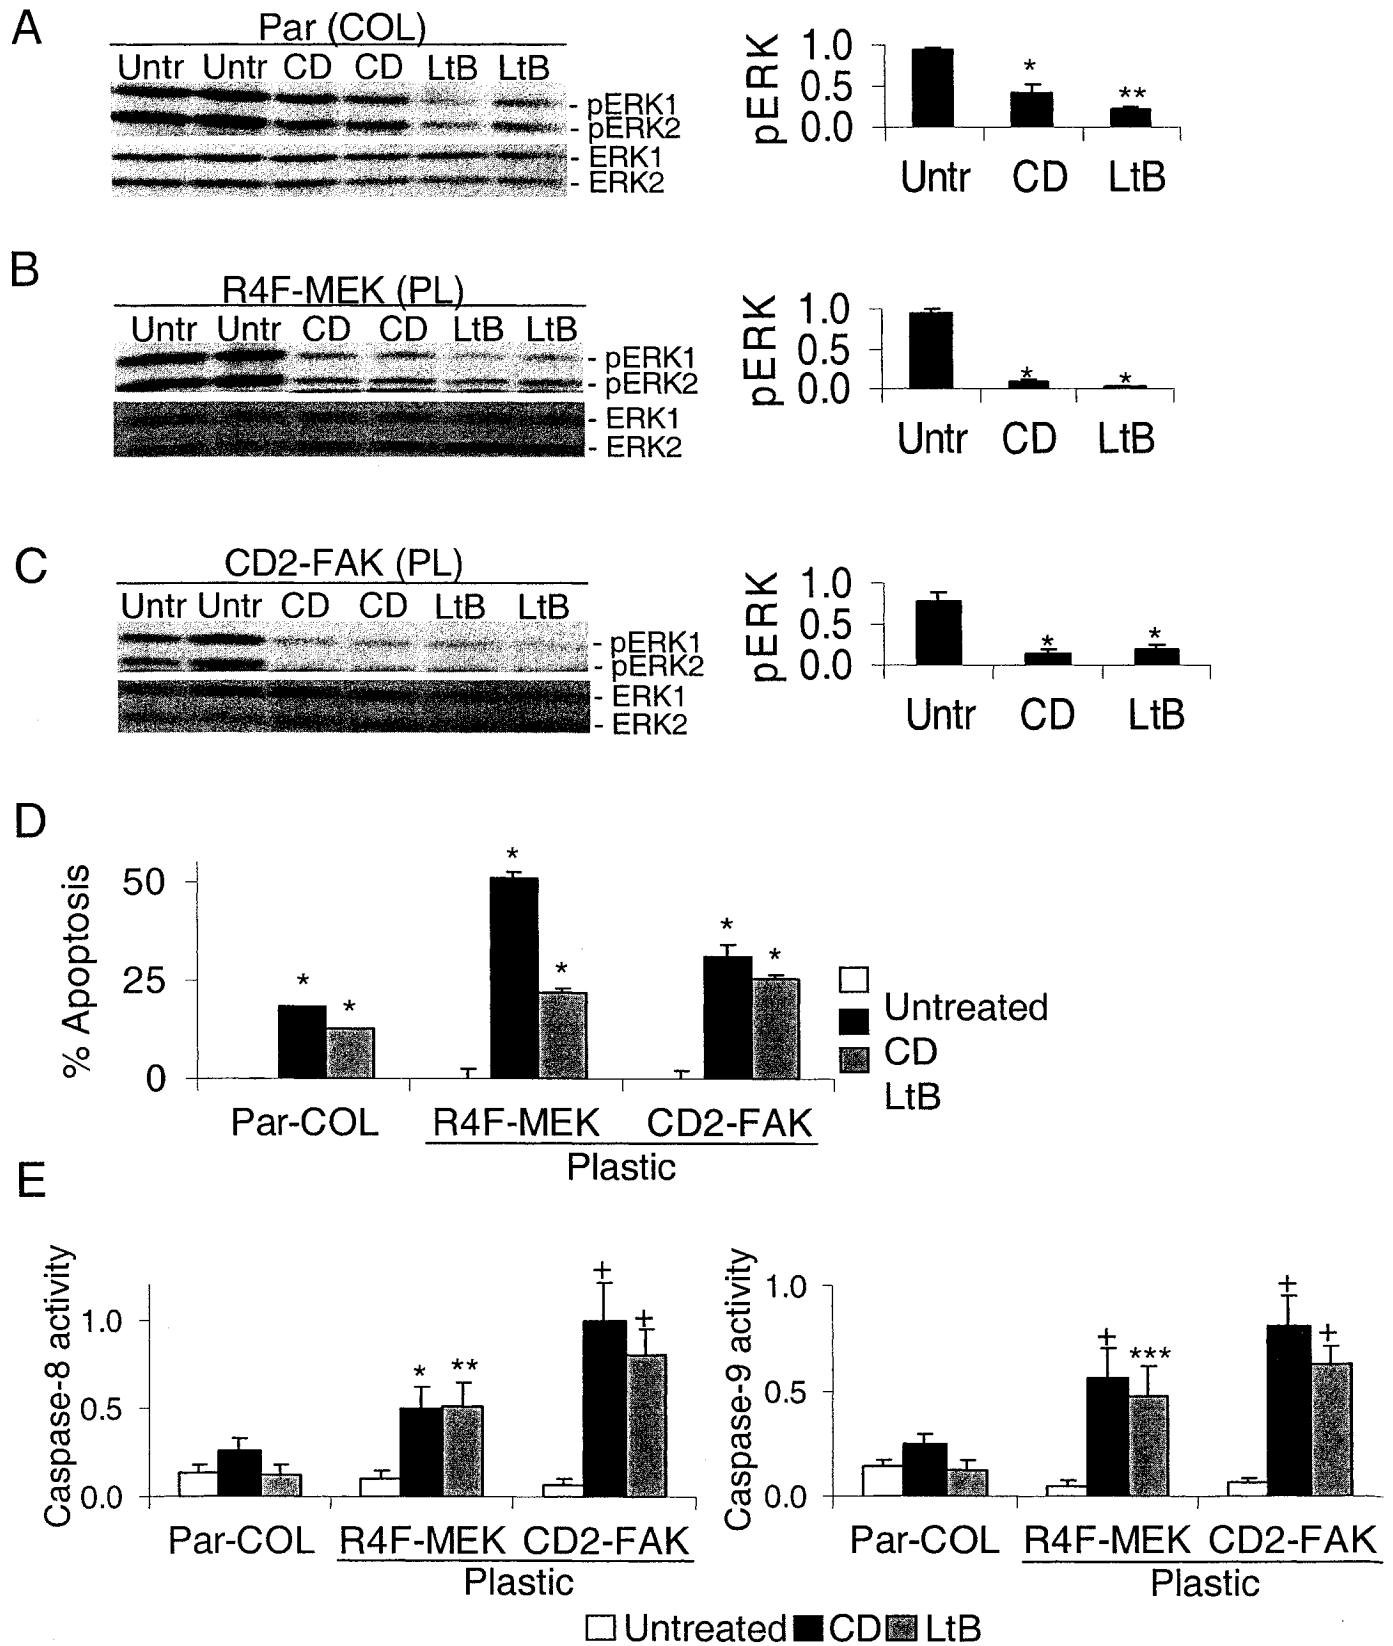 A
Par (COL)
Untr Untr CD CD LtB LtB
- pERK1
- pERK2
- ERK1
- ERK2
pERK
1.0
0.5
0.0
*
**
Untr CD LtB
B
R4F-MEK (PL)
Untr Untr CD CD LtB LtB
- pERK1
- pERK2
- ERK1
- ERK2
pERK
1.0
0.5
0.0
* *
Untr CD LtB
C
CD2-FAK (PL)
Untr Untr CD CD LtB LtB
- pERK1
- pERK2
- ERK1
- ERK2
pERK
1.0
0.5
0.0
* *
Untr CD LtB
D
% Apoptosis
50
25
0
* * * * * *
Par-COL R4F-MEK CD2-FAK
Plastic
Untreated
CD
LtB
E
Caspase-8 activity
1.0
0.5
0.0
* ** + +
Par-COL R4F-MEK CD2-FAK
Plastic
Caspase-9 activity
1.0
0.5
0.0
+ *** + +
Par-COL R4F-MEK CD2-FAK
Plastic
Untreated CD LtB